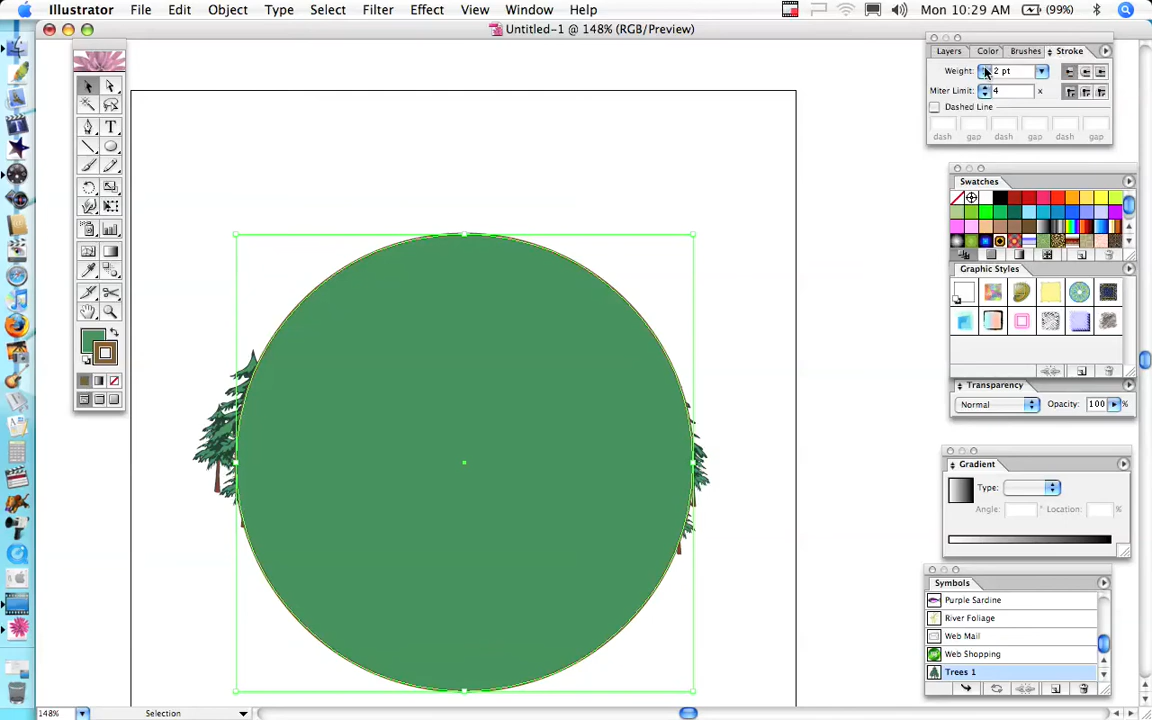 Illustrator File Edit Object Type Select Filter Effect View Window Help Mon 10:29 AM (99%)
Untitled-1 @ 148% (RGB/Preview)
Layers Color Brushes Stroke
Weight: 2 pt
Miter Limit: 4 x
Dashed Line
dash gap dash gap dash gap
Swatches
Graphic Styles
Transparency
Normal Opacity: 100 %
Gradient
Type:
Angle: ° Location: %
Symbols
Purple Sardine
River Foliage
Web Mail
Web Shopping
Trees 1
148% Selection